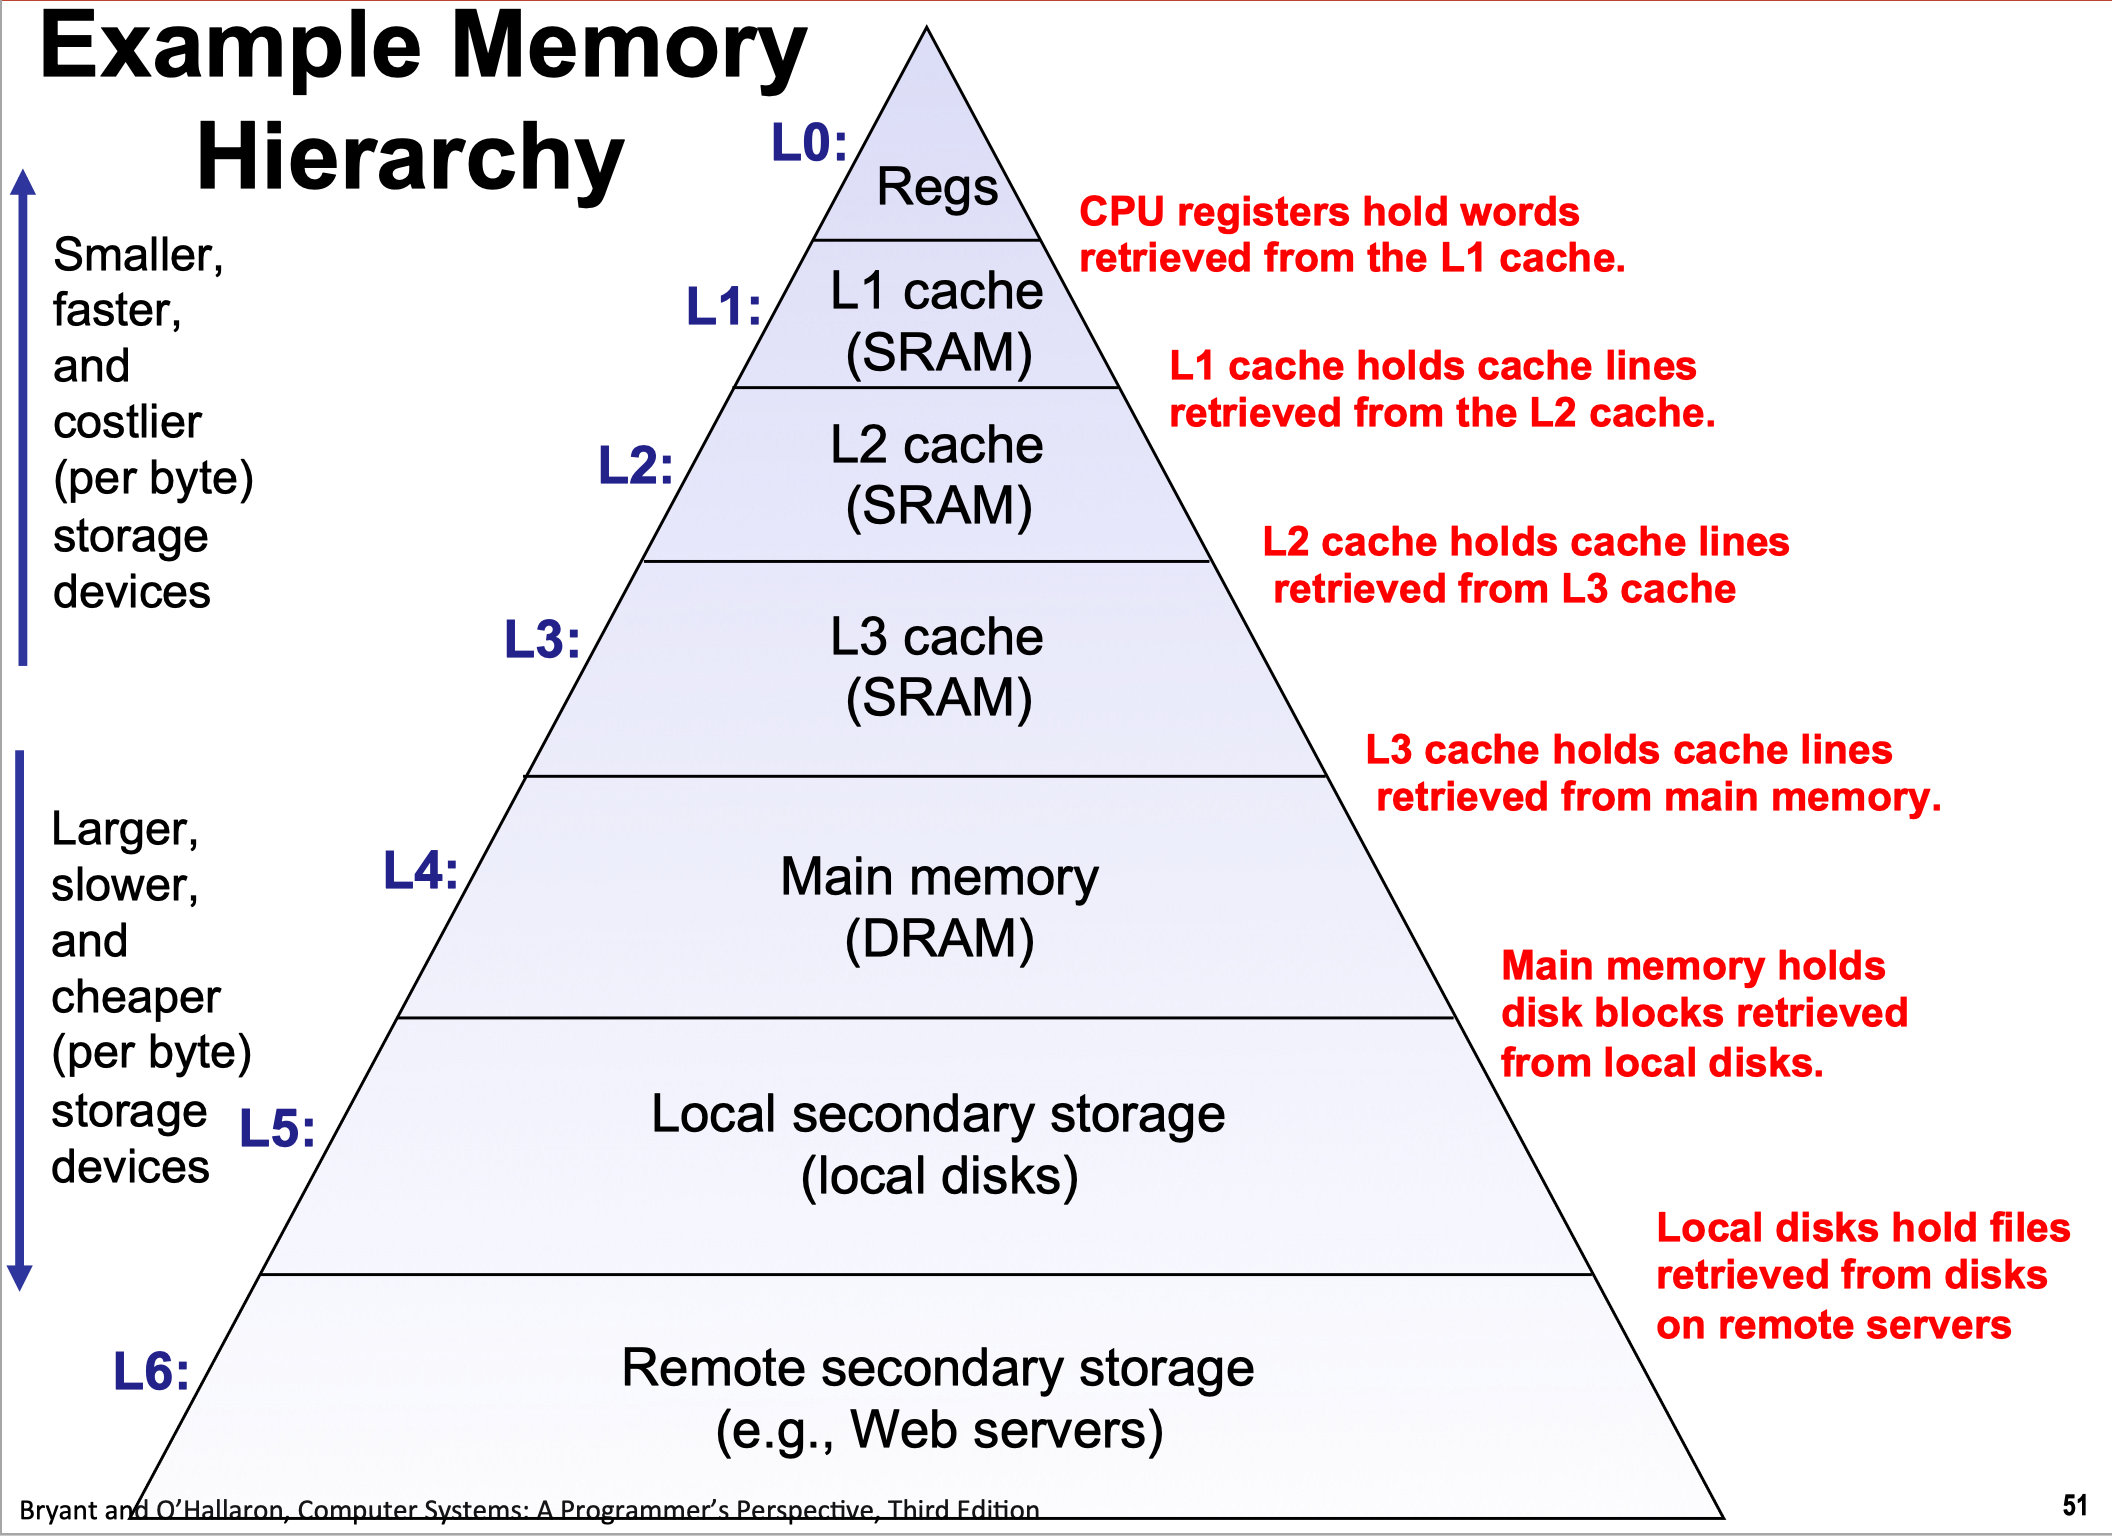 Example Memory
Hierarchy
Smaller,
faster,
and
costlier
(per byte)
storage
devices
Larger,
slower,
and
cheaper
(per byte)
storage
devices
L0:
Regs
CPU registers hold words
retrieved from the L1 cache.
L1:
L1 cache
(SRAM)
L1 cache holds cache lines
retrieved from the L2 cache.
L2:
L2 cache
(SRAM)
L2 cache holds cache lines
retrieved from L3 cache
L3:
L3 cache
(SRAM)
L3 cache holds cache lines
retrieved from main memory.
L4:
Main memory
(DRAM)
Main memory holds
disk blocks retrieved
from local disks.
L5:
Local secondary storage
(local disks)
Local disks hold files
retrieved from disks
on remote servers
L6:
Remote secondary storage
(e.g., Web servers)
Bryant and O’Hallaron, Computer Systems: A Programmer’s Perspective, Third Edition
51